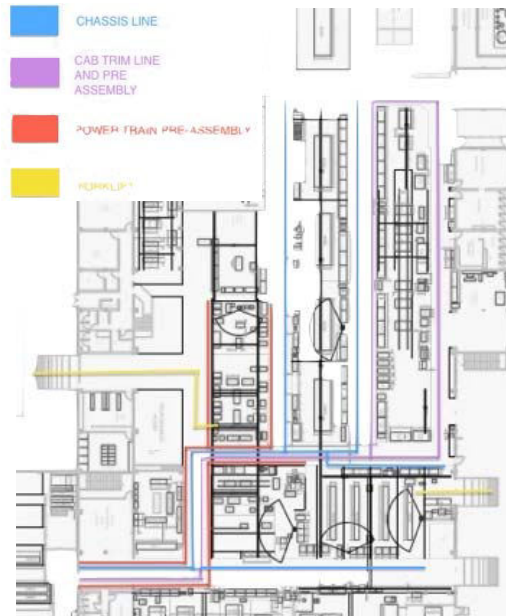 CHASSIS LINE
CAB TRIM LINE
AND PRE
ASSEMBLY
POWER TRAIN PRE-ASSEMBLY
FORKLIFT